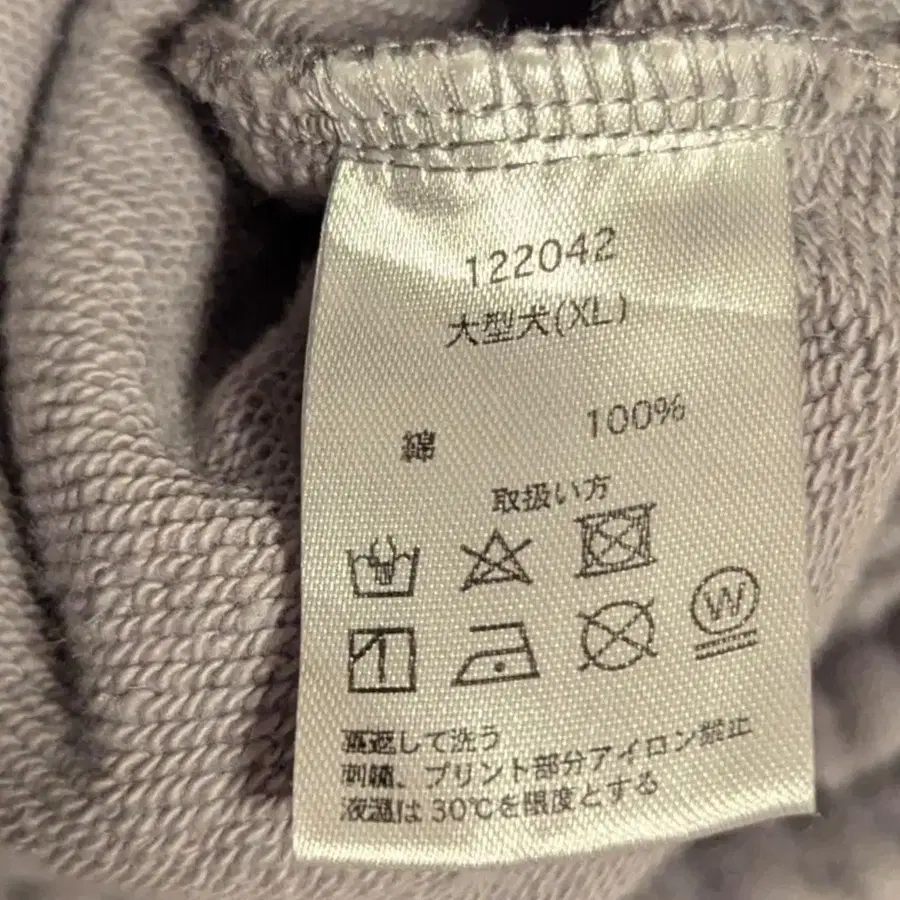 122042
大型犬(XL)
綿 100%
取扱い方
W
裏返して洗う
刺繍、プリント部分アイロン禁止
液温は30℃を限度とする